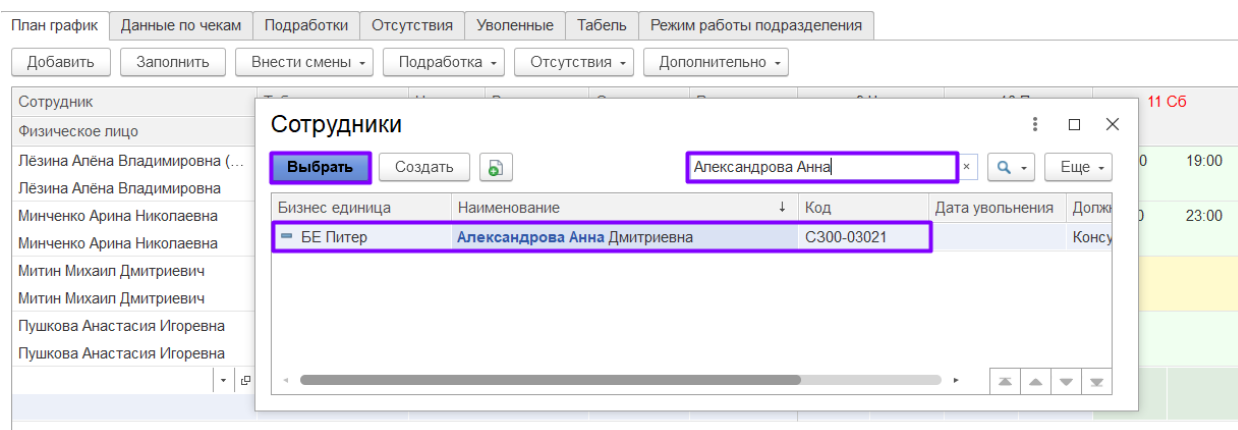 План график Данные по чекам Подработки Отсутствия Уволенные Табель Режим работы подразделения
Добавить Заполнить Внести смены Подработка Отсутствия Дополнительно
Сотрудник
11 Сб
Физическое лицо
Сотрудники
Лёзина Алёна Владимировна (...
Выбрать Создать Александрова Анна × Еще
19:00
Лёзина Алёна Владимировна
Бизнес единица Наименование ↓ Код Дата увольнения
Минченко Арина Николаевна
23:00
БЕ Питер Александрова Анна Дмитриевна С300-03021 Консу
Минченко Арина Николаевна
Митин Михаил Дмитриевич
Митин Михаил Дмитриевич
Пушкова Анастасия Игоревна
Пушкова Анастасия Игоревна